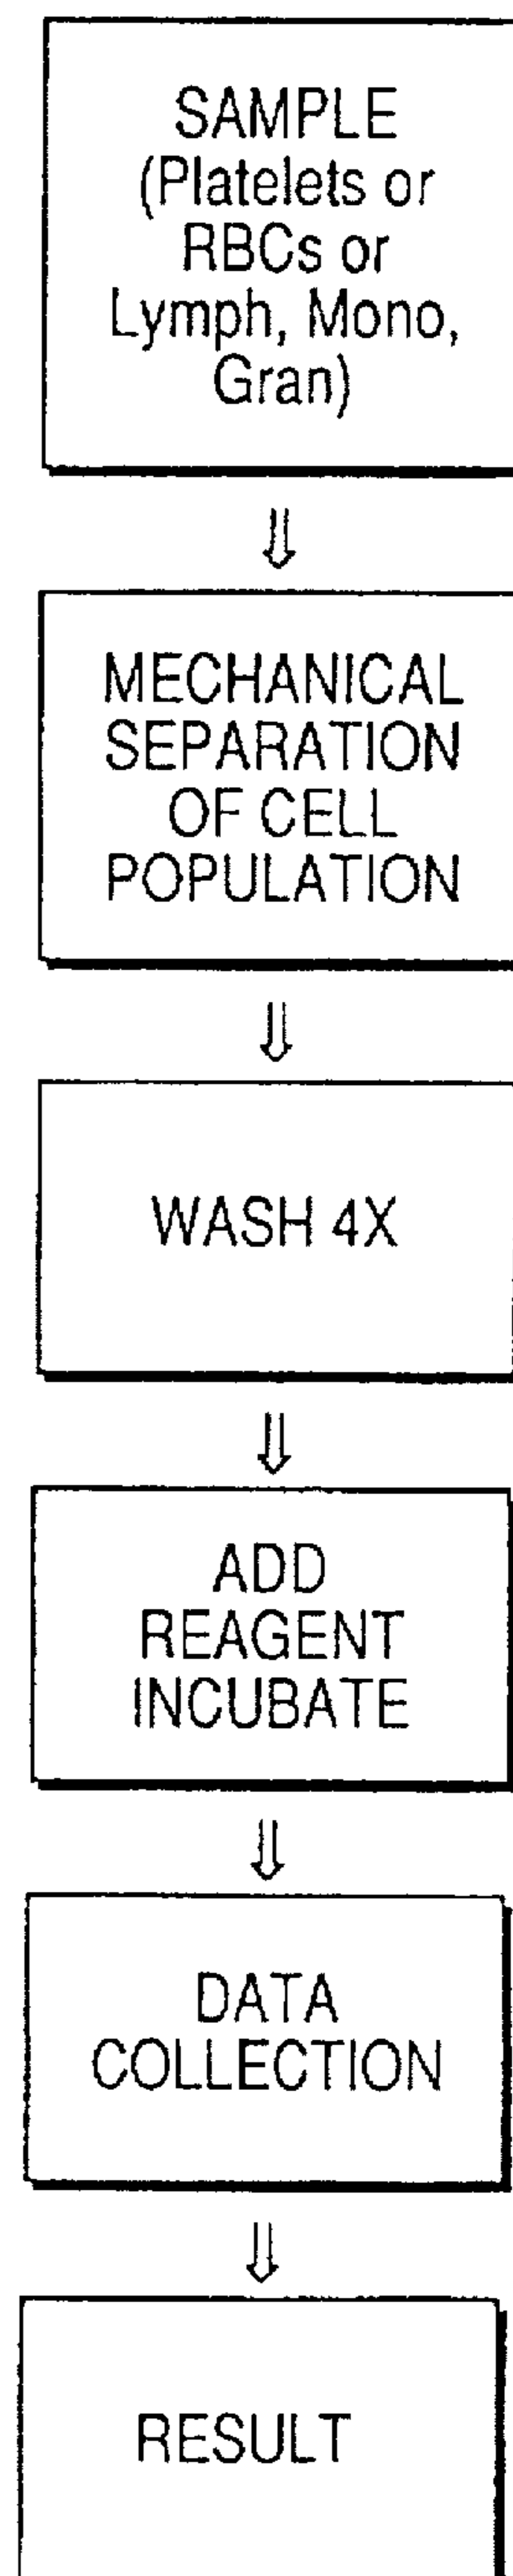 SAMPLE
(Platelets or
RBCs or
Lymph, Mono,
Gran)
MECHANICAL
SEPARATION
OF CELL
POPULATION
WASH 4X
ADD
REAGENT
INCUBATE
DATA
COLLECTION
RESULT